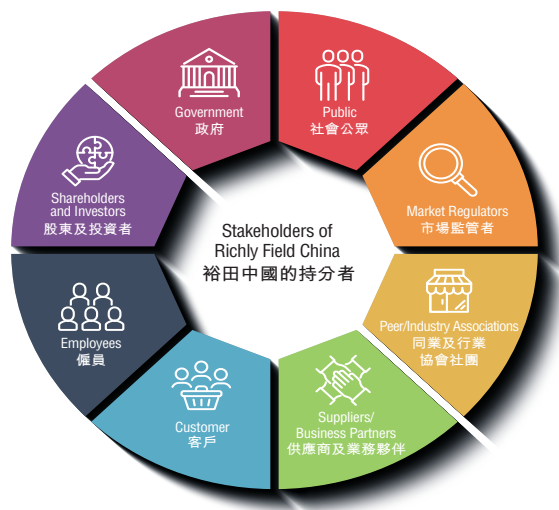 Government
政府
Public
社會公眾
Shareholders
and Investors
股東及投資者
Market Regulators
市場監管者
Stakeholders of
Richly Field China
裕田中國的持分者
Employees
僱員
Peer/Industry Associations
同業及行業
協會社團
Customer
客戶
Suppliers/
Business Partners
供應商及業務夥伴